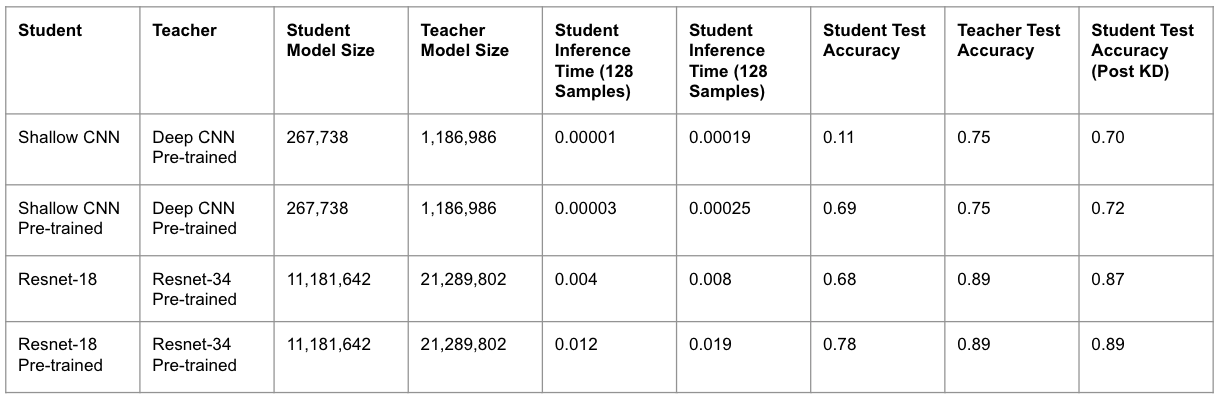 Student Teacher Student Teacher Student Student Student Test Teacher Test Student Test
Model Size Model Size Inference Inference Accuracy Accuracy Accuracy
Time (128 Time (128 (Post KD)
Samples) Samples)
Shallow CNN Deep CNN 267,738 1,186,986 0.00001 0.00019 0.11 0.75 0.70
Pre-trained
Shallow CNN Deep CNN 267,738 1,186,986 0.00003 0.00025 0.69 0.75 0.72
Pre-trained Pre-trained
Resnet-18 Resnet-34 11,181,642 21,289,802 0.004 0.008 0.68 0.89 0.87
Pre-trained
Resnet-18 Resnet-34 11,181,642 21,289,802 0.012 0.019 0.78 0.89 0.89
Pre-trained Pre-trained